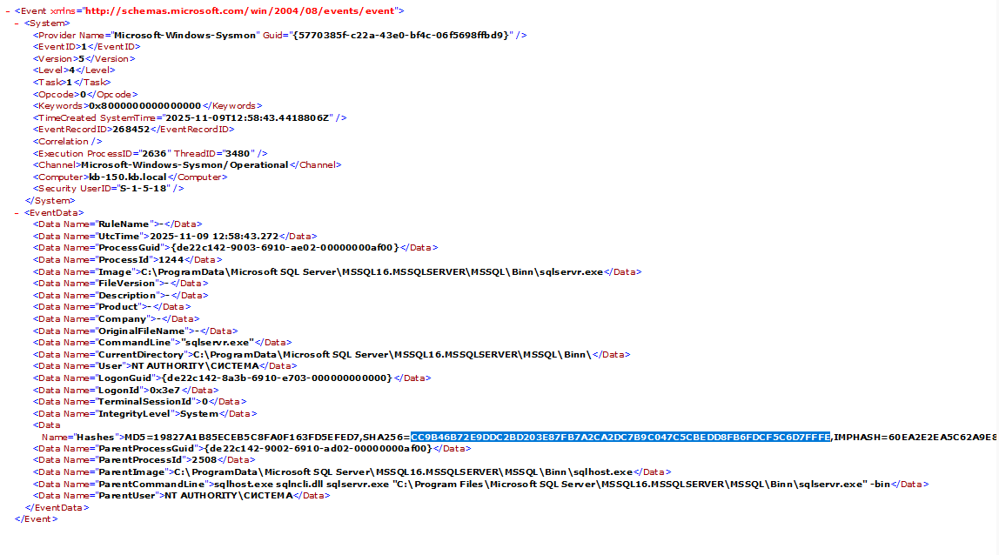 - <Event xmlns="http://schemas.microsoft.com/win/2004/08/events/event">
- <System>
<Provider Name="Microsoft-Windows-Sysmon" Guid="{5770385f-c22a-43e0-bf4c-06f5698ffbd9}" />
<EventID>1</EventID>
<Version>5</Version>
<Level>4</Level>
<Task>1</Task>
<Opcode>0</Opcode>
<Keywords>0x8000000000000000</Keywords>
<TimeCreated SystemTime="2025-11-09T12:58:43.4418806Z" />
<EventRecordID>268452</EventRecordID>
<Correlation />
<Execution ProcessID="2636" ThreadID="3480" />
<Channel>Microsoft-Windows-Sysmon/Operational</Channel>
<Computer>kb-150.kb.local</Computer>
<Security UserID="S-1-5-18" />
</System>
- <EventData>
<Data Name="RuleName">-</Data>
<Data Name="UtcTime">2025-11-09 12:58:43.272</Data>
<Data Name="ProcessGuid">{de22c142-9003-6910-ae02-00000000af00}</Data>
<Data Name="ProcessId">1244</Data>
<Data Name="Image">C:\ProgramData\Microsoft SQL Server\MSSQL16.MSSQLSERVER\MSSQL\Binn\sqlservr.exe</Data>
<Data Name="FileVersion">-</Data>
<Data Name="Description">-</Data>
<Data Name="Product">-</Data>
<Data Name="Company">-</Data>
<Data Name="OriginalFileName">-</Data>
<Data Name="CommandLine">"sqlservr.exe"</Data>
<Data Name="CurrentDirectory">C:\ProgramData\Microsoft SQL Server\MSSQL16.MSSQLSERVER\MSSQL\Binn\</Data>
<Data Name="User">NT AUTHORITY\СИСТЕМА</Data>
<Data Name="LogonGuid">{de22c142-8a3b-6910-e703-000000000000}</Data>
<Data Name="LogonId">0x3e7</Data>
<Data Name="TerminalSessionId">0</Data>
<Data Name="IntegrityLevel">System</Data>
<Data
Name="Hashes">MD5=19827A1B85ECEB5C8FA0F163FD5EFED7,SHA256=CC9B46B72E9DDC2BD203E87FB7A2CA2DC7B9C047C5CBEDD8FB6FDCF5C6D7FFFE,IMPHASH=60EA2E2EA5C62A9E8
<Data Name="ParentProcessGuid">{de22c142-9002-6910-ad02-00000000af00}</Data>
<Data Name="ParentProcessId">2508</Data>
<Data Name="ParentImage">C:\ProgramData\Microsoft SQL Server\MSSQL16.MSSQLSERVER\MSSQL\Binn\sqlhost.exe</Data>
<Data Name="ParentCommandLine">sqlhost.exe sqlncli.dll sqlservr.exe "C:\Program Files\Microsoft SQL Server\MSSQL16.MSSQLSERVER\MSSQL\Binn\sqlservr.exe" -bin</Data>
<Data Name="ParentUser">NT AUTHORITY\СИСТЕМА</Data>
</EventData>
</Event>